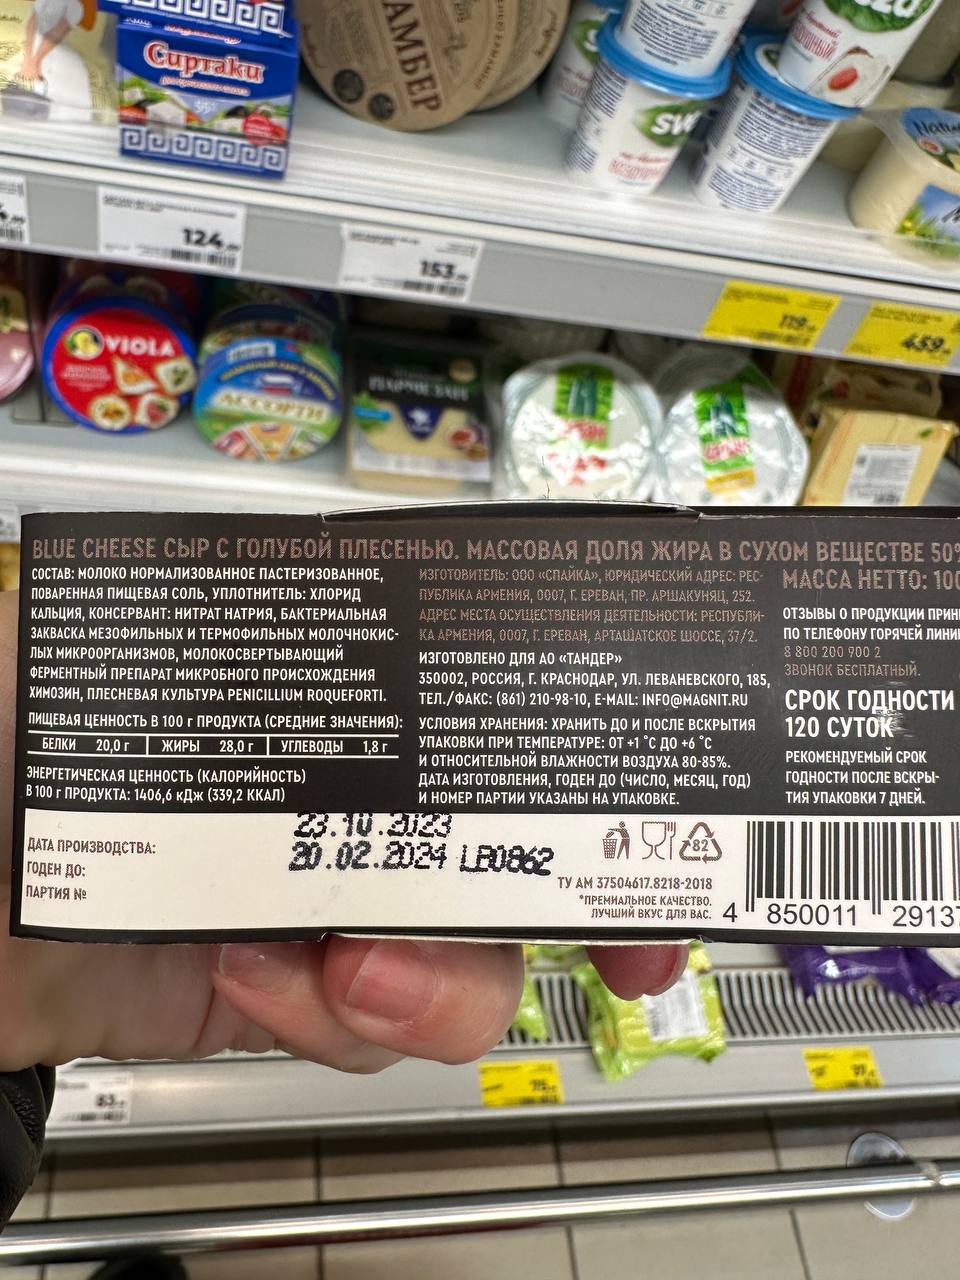 Сиртаки
АМБЕР
124
153
119
459
VIOLA
АССОРТИ
ПАРМЕЗАН
BLUE CHEESE СЫР С ГОЛУБОЙ ПЛЕСЕНЬЮ. МАССОВАЯ ДОЛЯ ЖИРА В СУХОМ ВЕЩЕСТВЕ 50%
МАССА НЕТТО: 100
СОСТАВ: МОЛОКО НОРМАЛИЗОВАННОЕ ПАСТЕРИЗОВАННОЕ,
ПОВАРЕННАЯ ПИЩЕВАЯ СОЛЬ, УПЛОТНИТЕЛЬ: ХЛОРИД
КАЛЬЦИЯ, КОНСЕРВАНТ: НИТРАТ НАТРИЯ, БАКТЕРИАЛЬНАЯ
ЗАКВАСКА МЕЗОФИЛЬНЫХ И ТЕРМОФИЛЬНЫХ МОЛОЧНОКИС-
ЛЫХ МИКРООРГАНИЗМОВ, МОЛОКОСВЕРТЫВАЮЩИЙ
ФЕРМЕНТНЫЙ ПРЕПАРАТ МИКРОБНОГО ПРОИСХОЖДЕНИЯ
ХИМОЗИН, ПЛЕСНЕВАЯ КУЛЬТУРА PENICILLIUM ROQUEFORTI.
ПИЩЕВАЯ ЦЕННОСТЬ В 100 г ПРОДУКТА (СРЕДНИЕ ЗНАЧЕНИЯ):
БЕЛКИ 20,0 г ЖИРЫ 28,0 г УГЛЕВОДЫ 1,8 г
ЭНЕРГЕТИЧЕСКАЯ ЦЕННОСТЬ (КАЛОРИЙНОСТЬ)
В 100 г ПРОДУКТА: 1406,6 кДж (339,2 ККАЛ)
ИЗГОТОВИТЕЛЬ: ООО «СПАЙКА», ЮРИДИЧЕСКИЙ АДРЕС: РЕС-
ПУБЛИКА АРМЕНИЯ, 0007, Г. ЕРЕВАН, ПР. АРШАКУНЯЦ, 252.
АДРЕС МЕСТА ОСУЩЕСТВЛЕНИЯ ДЕЯТЕЛЬНОСТИ: РЕСПУБЛИ-
КА АРМЕНИЯ, 0007, Г. ЕРЕВАН, АРТАШАТСКОЕ ШОССЕ, 37/2.
ИЗГОТОВЛЕНО ДЛЯ АО «ТАНДЕР»
350002, РОССИЯ, Г. КРАСНОДАР, УЛ. ЛЕВАНЕВСКОГО, 185,
ТЕЛ./ФАКС: (861) 210-98-10, E-MAIL: INFO@MAGNIT.RU
УСЛОВИЯ ХРАНЕНИЯ: ХРАНИТЬ ДО И ПОСЛЕ ВСКРЫТИЯ
УПАКОВКИ ПРИ ТЕМПЕРАТУРЕ: ОТ +1 °С ДО +6 °С
И ОТНОСИТЕЛЬНОЙ ВЛАЖНОСТИ ВОЗДУХА 80-85%.
ДАТА ИЗГОТОВЛЕНИЯ, ГОДЕН ДО (ЧИСЛО, МЕСЯЦ, ГОД)
И НОМЕР ПАРТИИ УКАЗАНЫ НА УПАКОВКЕ.
ОТЗЫВЫ О ПРОДУКЦИИ ПРИН
ПО ТЕЛЕФОНУ ГОРЯЧЕЙ ЛИНИ
8 800 200 900 2
ЗВОНОК БЕСПЛАТНЫЙ.
СРОК ГОДНОСТИ
120 СУТОК
РЕКОМЕНДУЕМЫЙ СРОК
ГОДНОСТИ ПОСЛЕ ВСКРЫ-
ТИЯ УПАКОВКИ 7 ДНЕЙ.
ДАТА ПРОИЗВОДСТВА:
ГОДЕН ДО:
ПАРТИЯ №
23.10.2023
20.02.2024 LB0862
82
ТУ АМ 37504617.8218-2018
*ПРЕМИАЛЬНОЕ КАЧЕСТВО.
ЛУЧШИЙ ВКУС ДЛЯ ВАС.
4 850011 29137
83